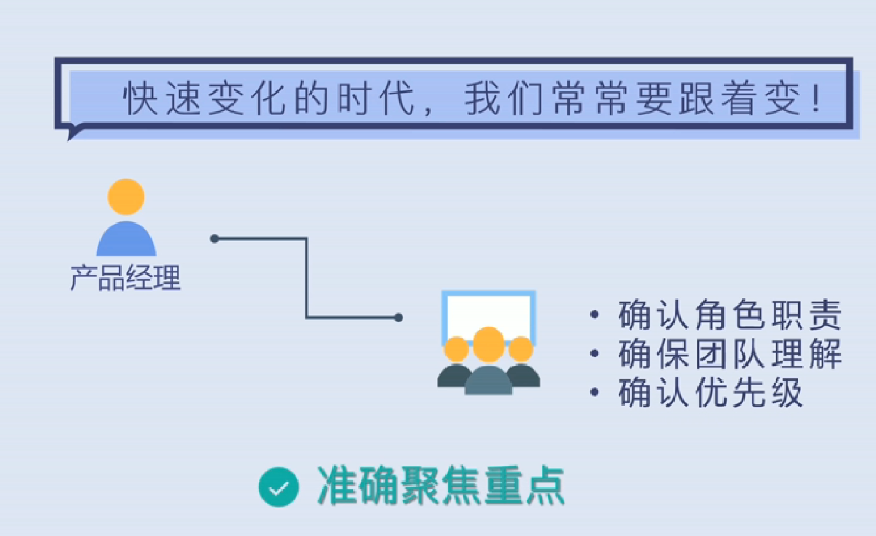 快速变化的时代，我们常常要跟着变！
产品经理
• 确认角色职责
• 确保团队理解
• 确认优先级
准确聚焦重点